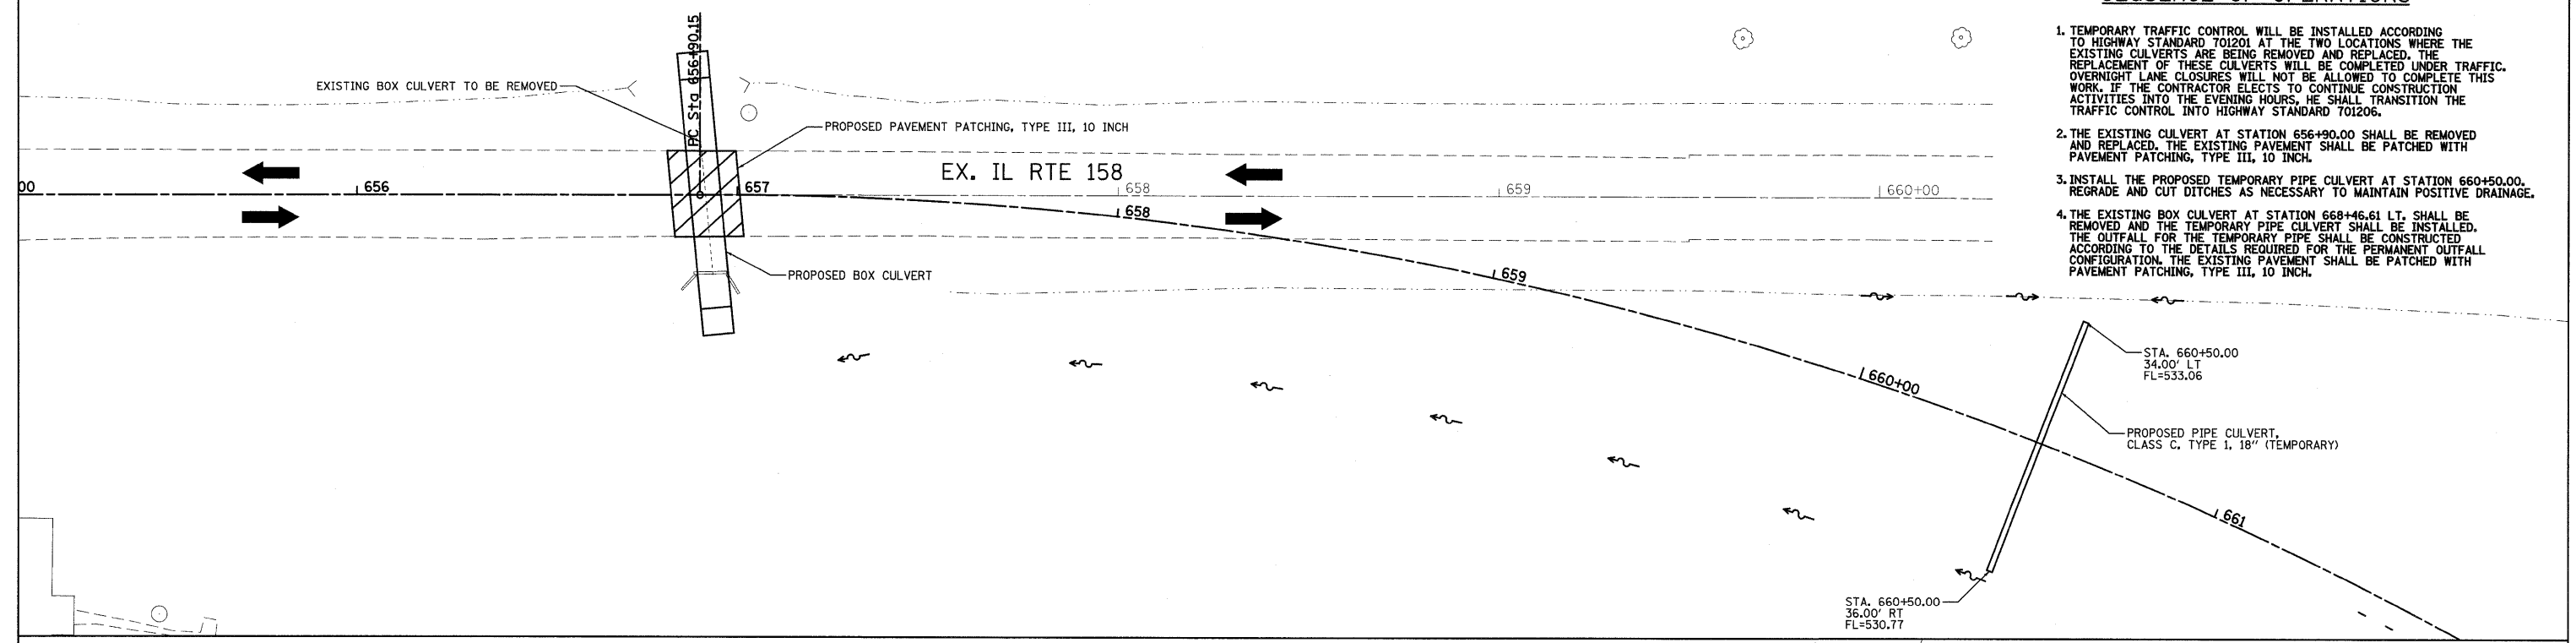 SEQUENCE OF OPERATIONS
1. TEMPORARY TRAFFIC CONTROL WILL BE INSTALLED ACCORDING
TO HIGHWAY STANDARD 701201 AT THE TWO LOCATIONS WHERE THE
EXISTING CULVERTS ARE BEING REMOVED AND REPLACED. THE
REPLACEMENT OF THESE CULVERTS WILL BE COMPLETED UNDER TRAFFIC.
OVERNIGHT LANE CLOSURES WILL NOT BE ALLOWED TO COMPLETE THIS
WORK. IF THE CONTRACTOR ELECTS TO CONTINUE CONSTRUCTION
ACTIVITIES INTO THE EVENING HOURS, HE SHALL TRANSITION THE
TRAFFIC CONTROL INTO HIGHWAY STANDARD 701206.
2. THE EXISTING CULVERT AT STATION 656+90.00 SHALL BE REMOVED
AND REPLACED. THE EXISTING PAVEMENT SHALL BE PATCHED WITH
PAVEMENT PATCHING, TYPE III, 10 INCH.
3. INSTALL THE PROPOSED TEMPORARY PIPE CULVERT AT STATION 660+50.00.
REGRADE AND CUT DITCHES AS NECESSARY TO MAINTAIN POSITIVE DRAINAGE.
4. THE EXISTING BOX CULVERT AT STATION 668+46.61 LT. SHALL BE
REMOVED AND THE TEMPORARY PIPE CULVERT SHALL BE INSTALLED.
THE OUTFALL FOR THE TEMPORARY PIPE SHALL BE CONSTRUCTED
ACCORDING TO THE DETAILS REQUIRED FOR THE PERMANENT OUTFALL
CONFIGURATION. THE EXISTING PAVEMENT SHALL BE PATCHED WITH
PAVEMENT PATCHING, TYPE III, 10 INCH.
PC Sta 656+90.15
EXISTING BOX CULVERT TO BE REMOVED
PROPOSED PAVEMENT PATCHING, TYPE III, 10 INCH
EX. IL RTE 158
00
656
657
658
659
660+00
658
659
660+00
661
PROPOSED BOX CULVERT
STA. 660+50.00
34.00' LT
FL=533.06
PROPOSED PIPE CULVERT,
CLASS C, TYPE 1, 18" (TEMPORARY)
STA. 660+50.00
36.00' RT
FL=530.77